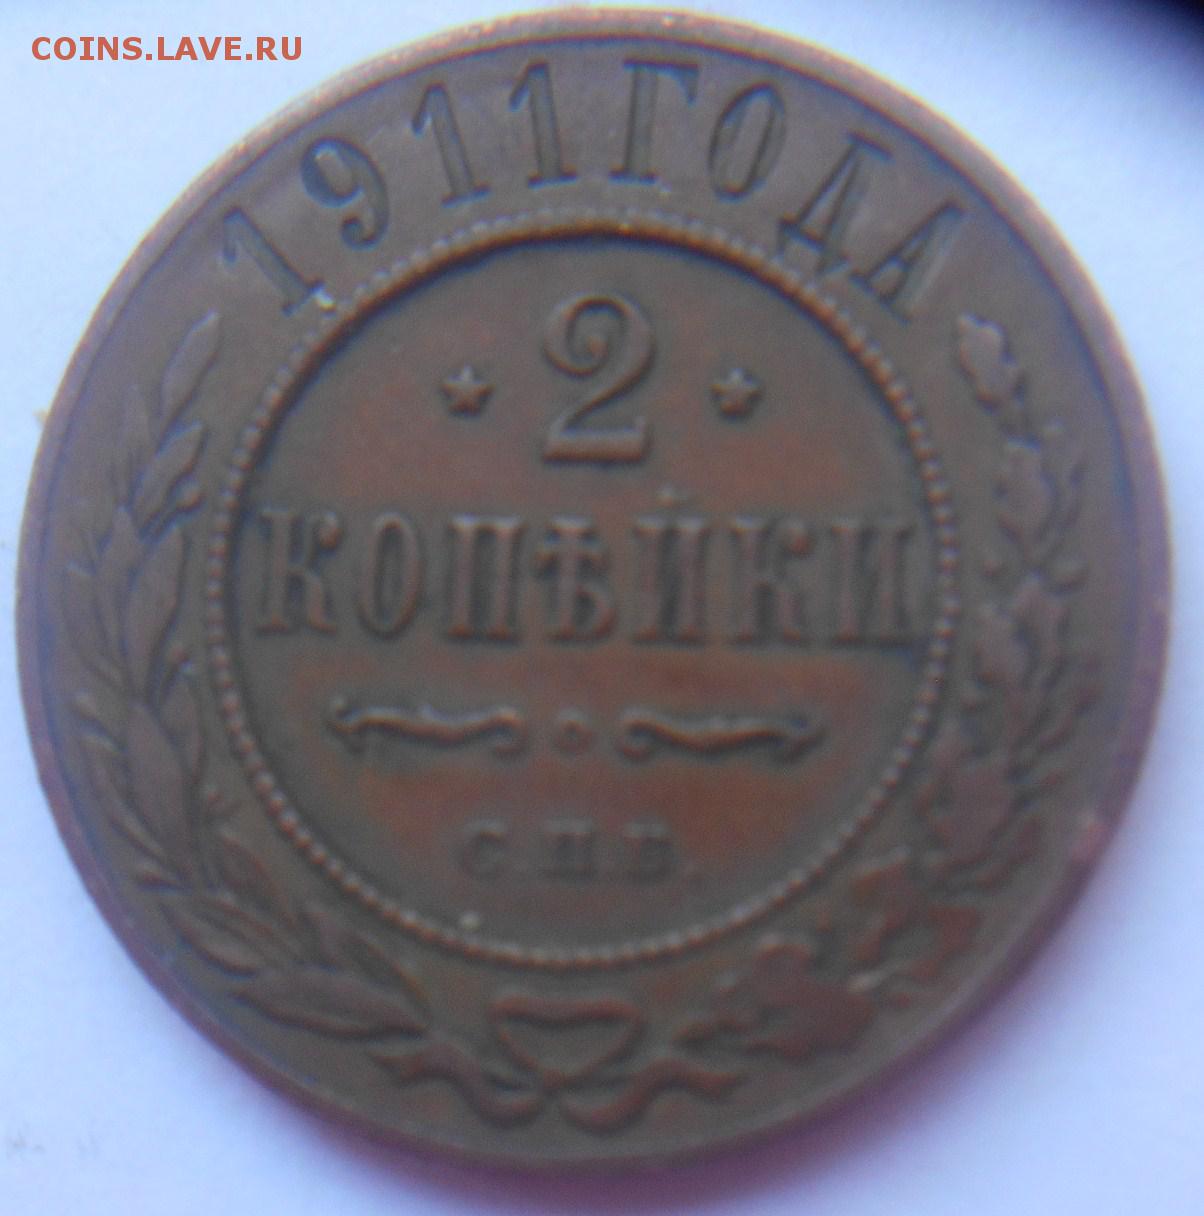 COINS.LAVE.RU
1911 ГОДА
2
КОПѢЙКИ
С.П.Б.